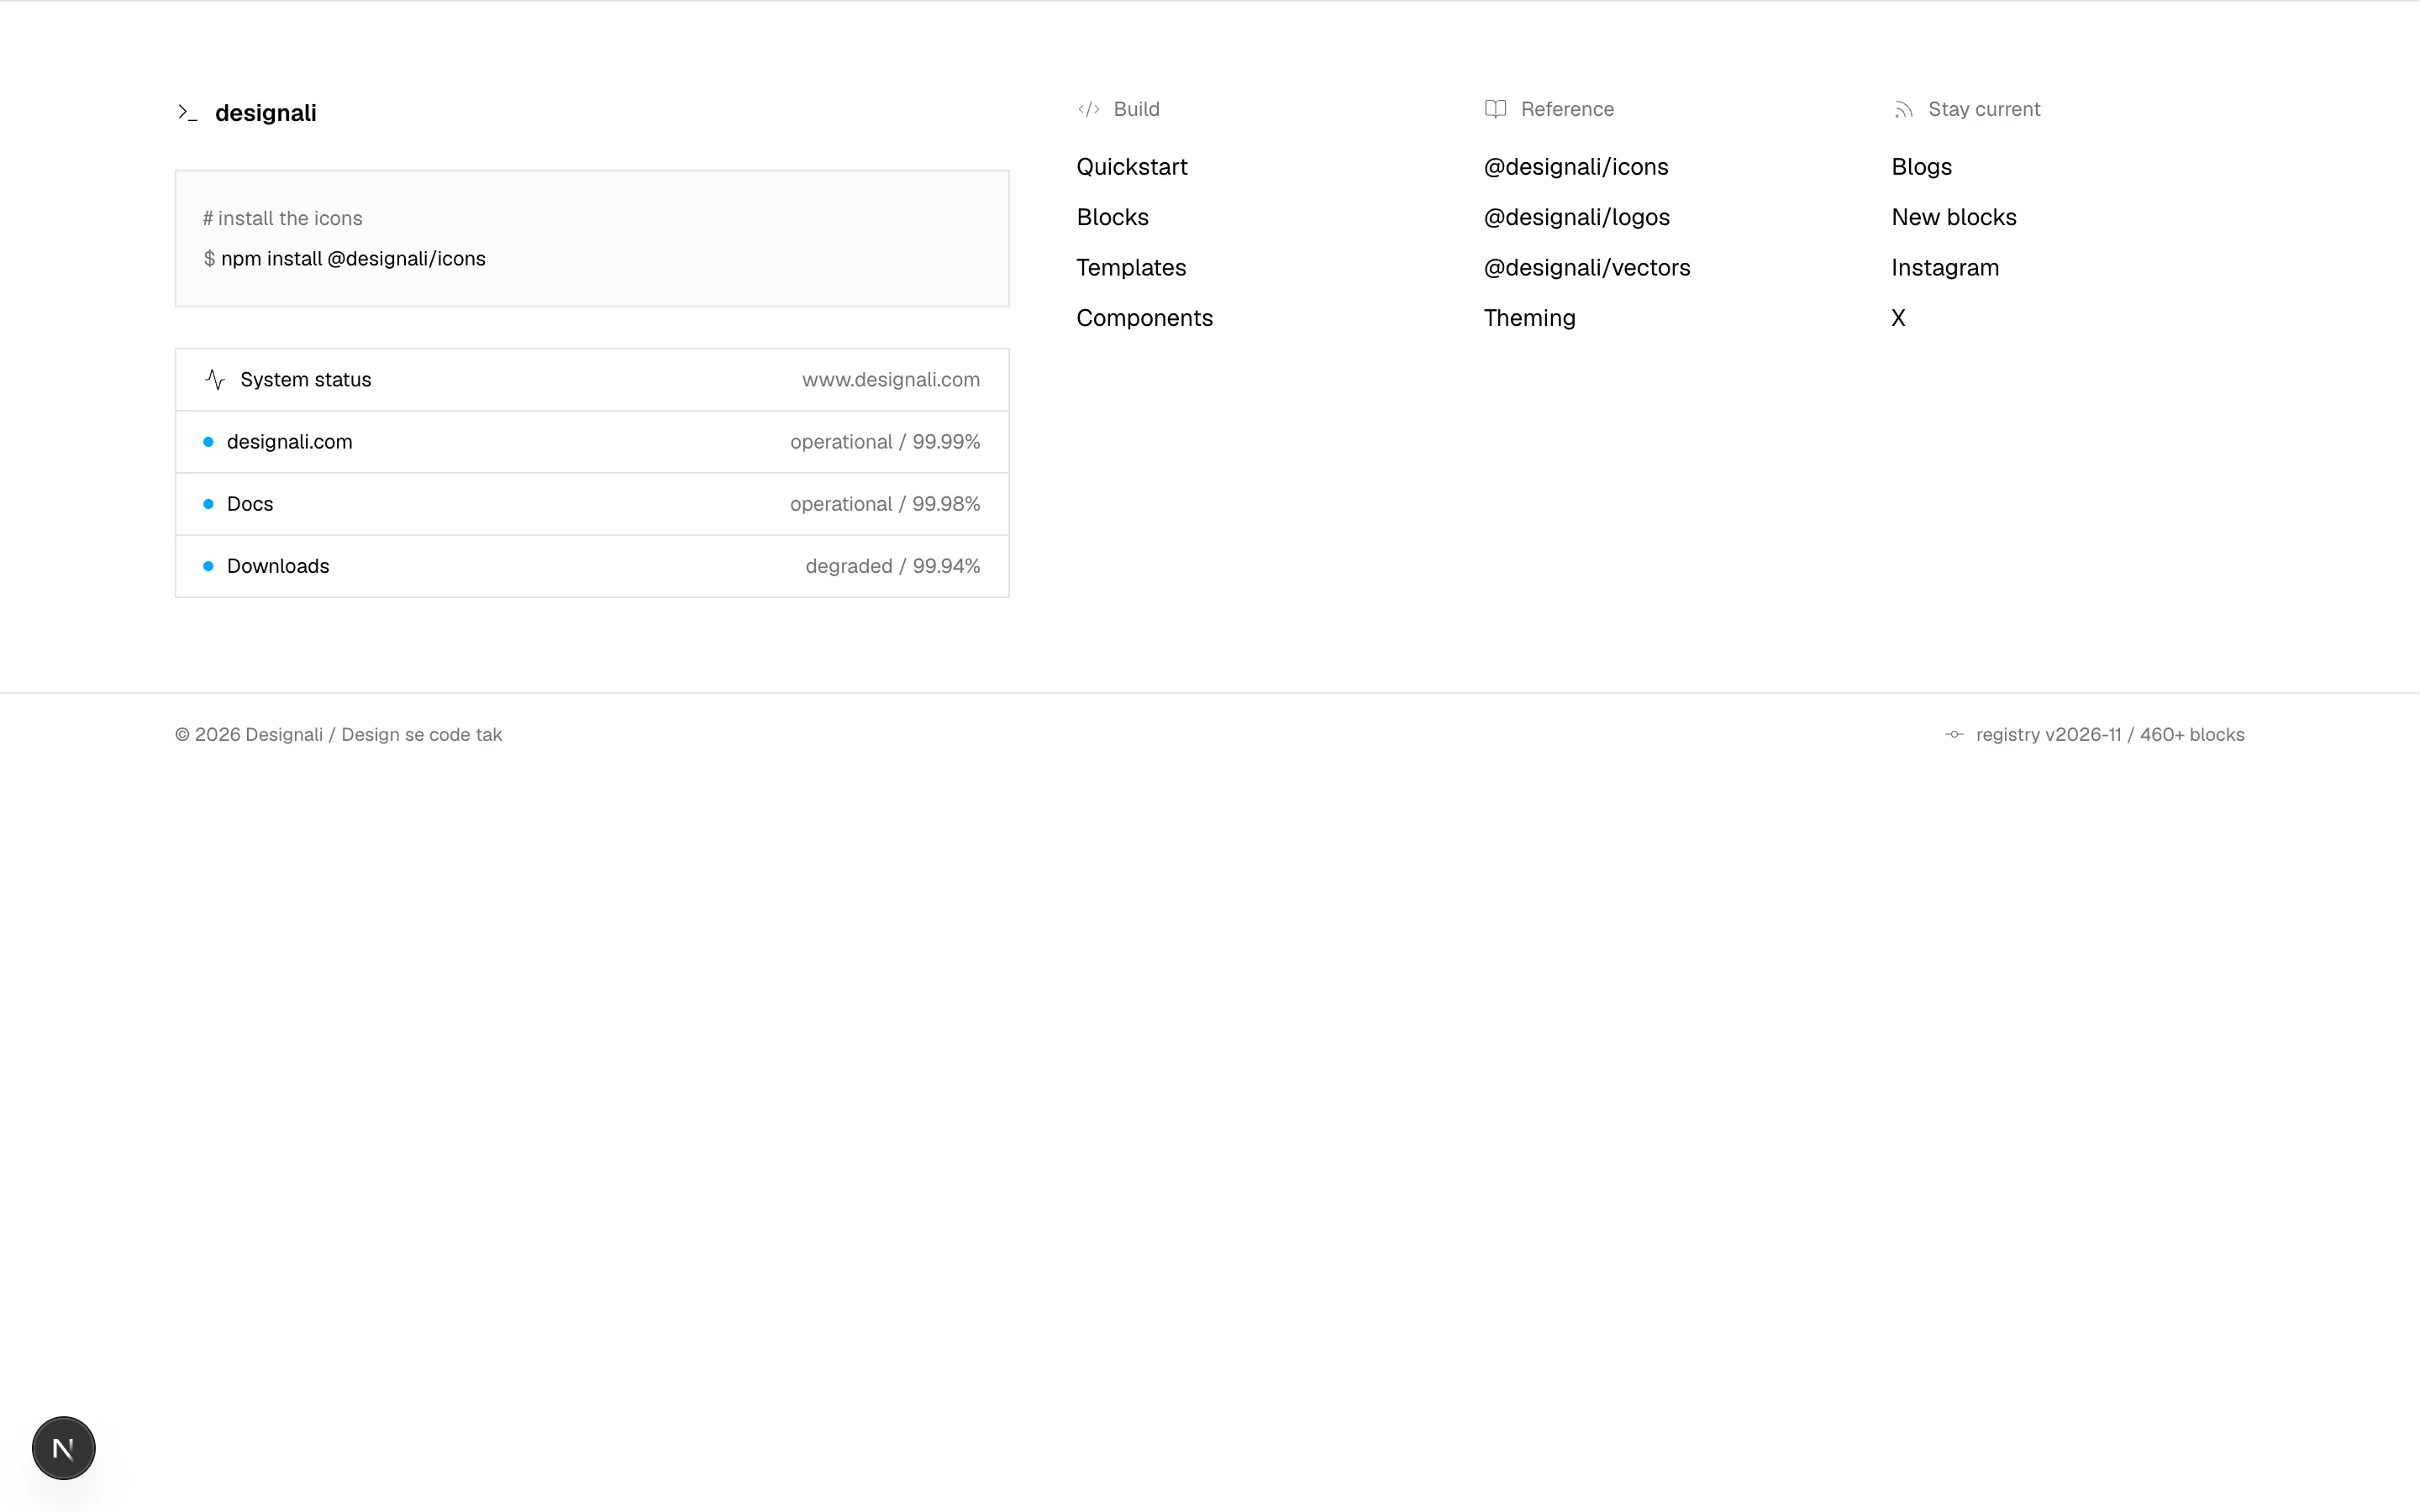 designali
# install the icons
$ npm install @designali/icons
System status www.designali.com
designali.com operational / 99.99%
Docs operational / 99.98%
Downloads degraded / 99.94%
Build
Quickstart
Blocks
Templates
Components
Reference
@designali/icons
@designali/logos
@designali/vectors
Theming
Stay current
Blogs
New blocks
Instagram
X
© 2026 Designali / Design se code tak
registry v2026-11 / 460+ blocks
N